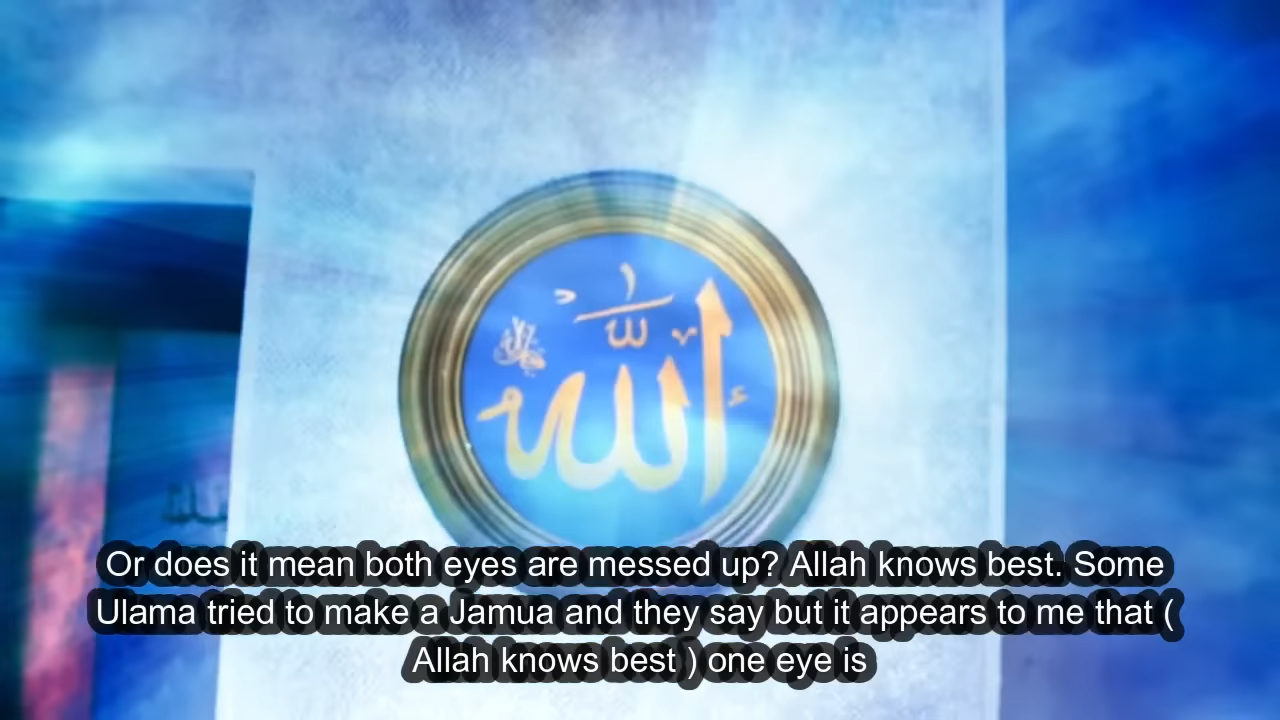 الله
Or does it mean both eyes are messed up? Allah knows best. Some
Ulama tried to make a Jamua and they say but it appears to me that (
Allah knows best ) one eye is